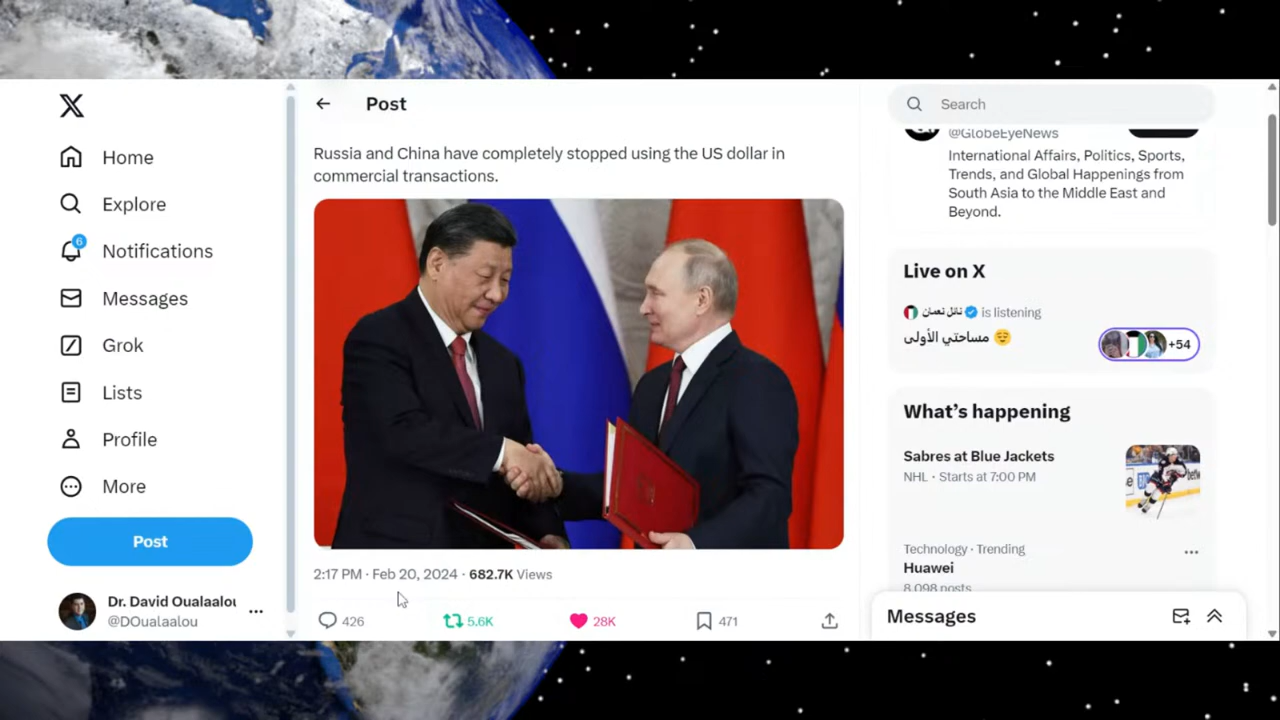 Home
Explore
6
Notifications
Messages
Grok
Lists
Profile
More
Post
Dr. David Oualaalou
@DOualaalou
Post
Russia and China have completely stopped using the US dollar in
commercial transactions.
2:17 PM · Feb 20, 2024 · 682.7K Views
426
5.6K
28K
471
Search
@GlobeEyeNews
International Affairs, Politics, Sports,
Trends, and Global Happenings from
South Asia to the Middle East and
Beyond.
Live on X
نائل نعمان is listening
مساحتي الأولى 😌
+54
What’s happening
Sabres at Blue Jackets
NHL · Starts at 7:00 PM
Technology · Trending
Huawei
8,098 posts
Messages